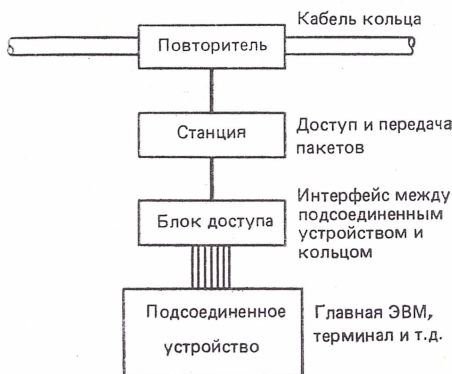 Кабель кольца
Повторитель
Станция
Доступ и передача
пакетов
Блок доступа
Интерфейс между
подсоединенным
устройством и
кольцом
Подсоединенное
устройство
Главная ЭВМ,
терминал и т.д.